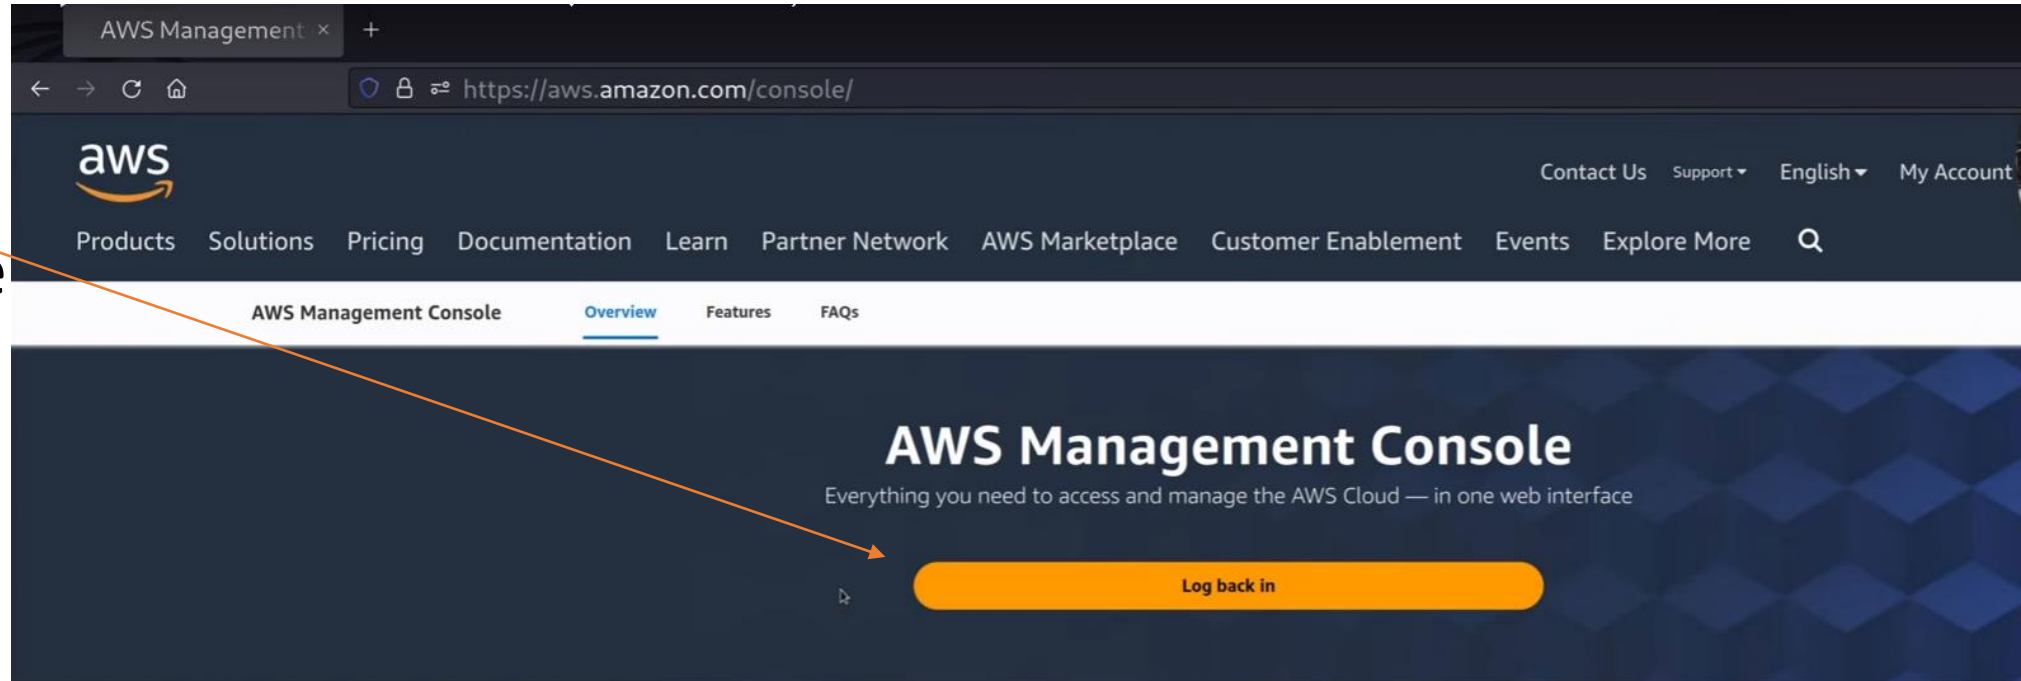 AWS Management ×
+
https://aws.amazon.com/console/
aws
Contact Us Support English My Account
Products Solutions Pricing Documentation Learn Partner Network AWS Marketplace Customer Enablement Events Explore More
AWS Management Console Overview Features FAQs
AWS Management Console
Everything you need to access and manage the AWS Cloud — in one web interface
Log back in